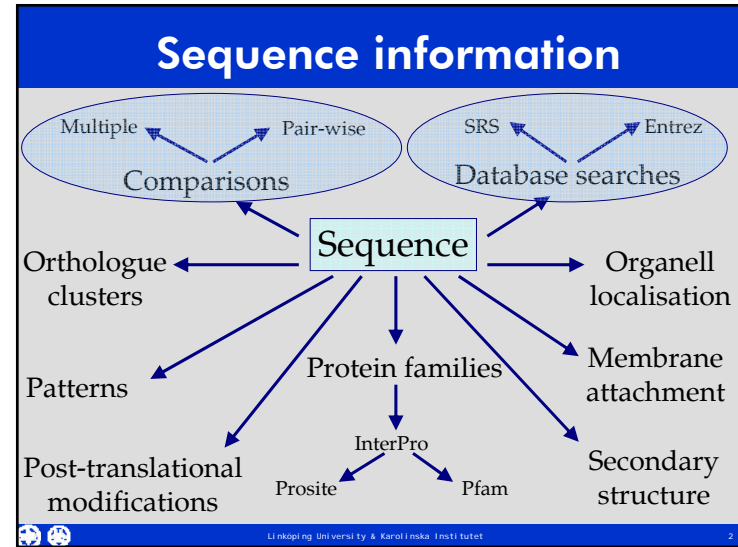 Sequence information
Multiple
Pair-wise
Comparisons
SRS
Entrez
Database searches
Sequence
Orthologue
clusters
Organell
localisation
Patterns
Protein families
Membrane
attachment
InterPro
Prosite
Pfam
Post-translational
modifications
Secondary
structure
Linköping University & Karolinska Institutet
2